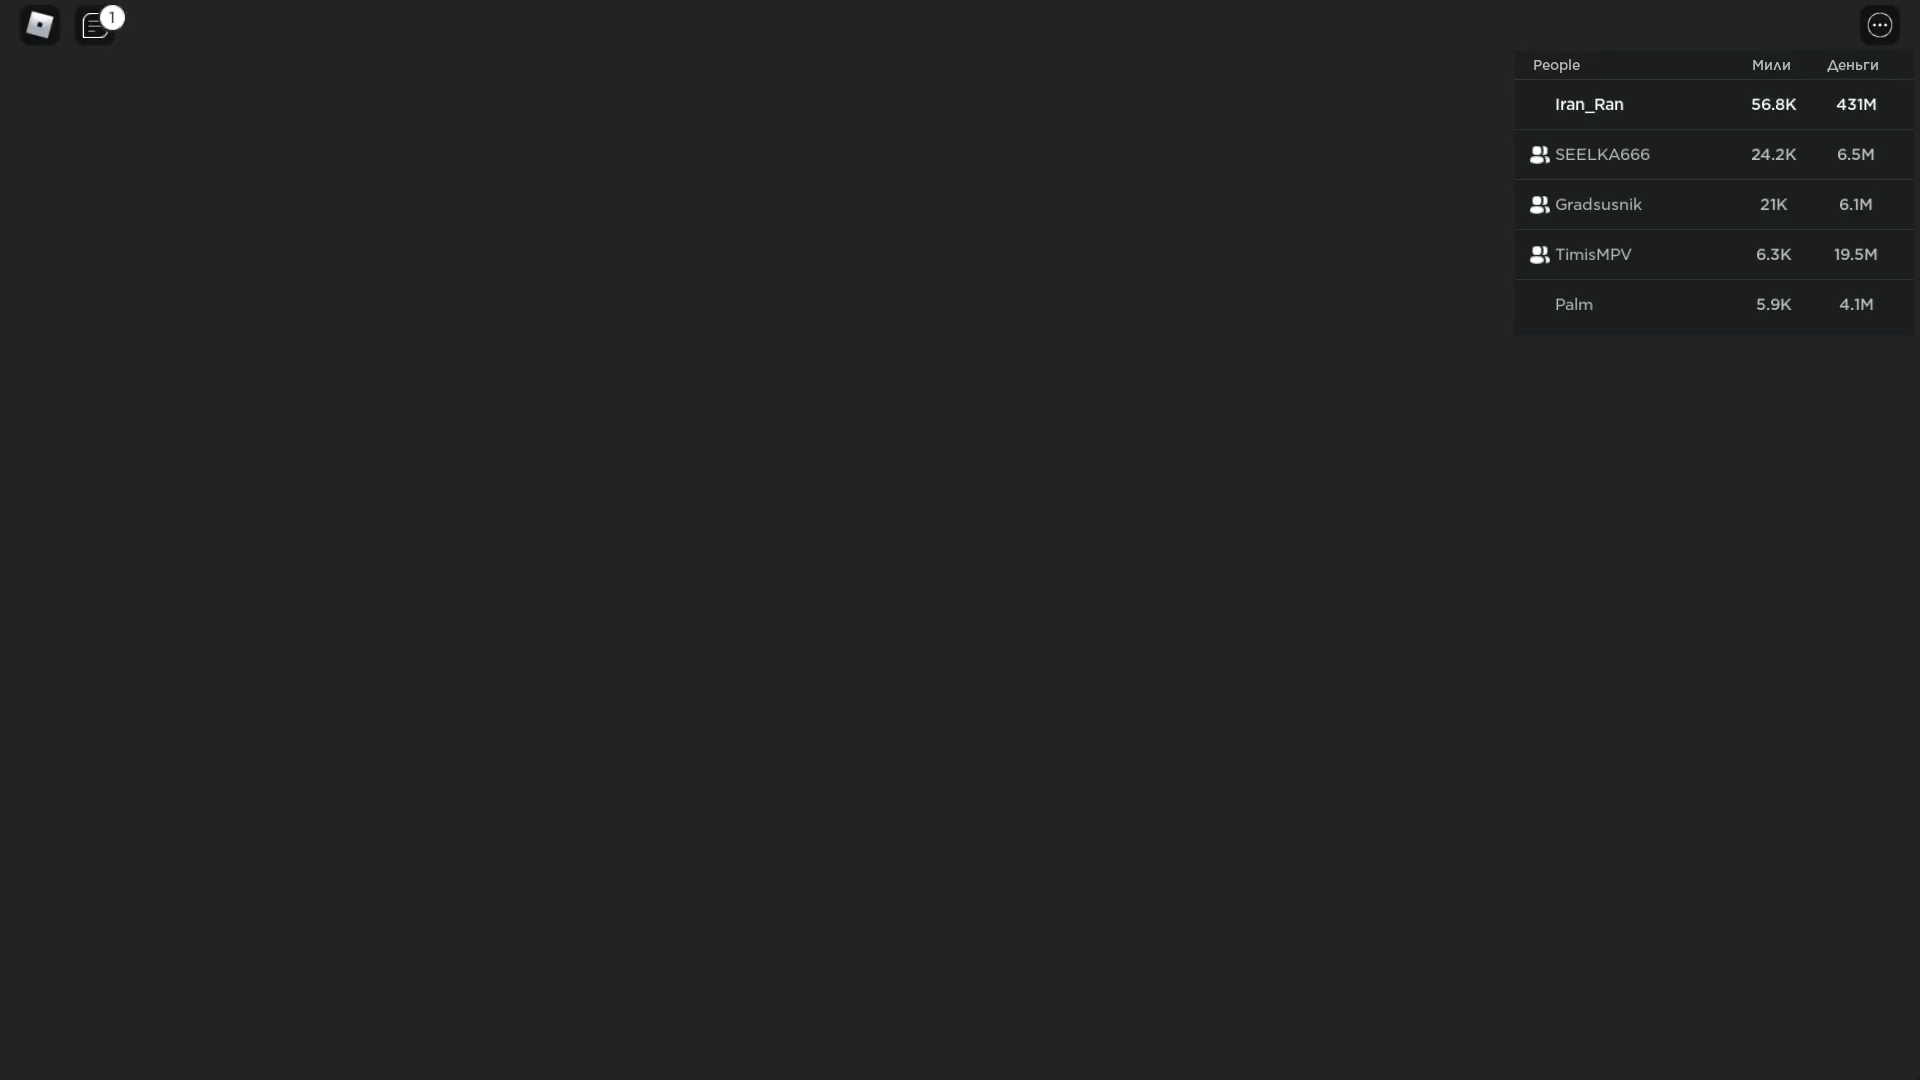 1
People Мили Деньги
Iran_Ran 56.8K 431M
SEELKA666 24.2K 6.5M
Gradsusnik 21K 6.1M
TimisMPV 6.3K 19.5M
Palm 5.9K 4.1M